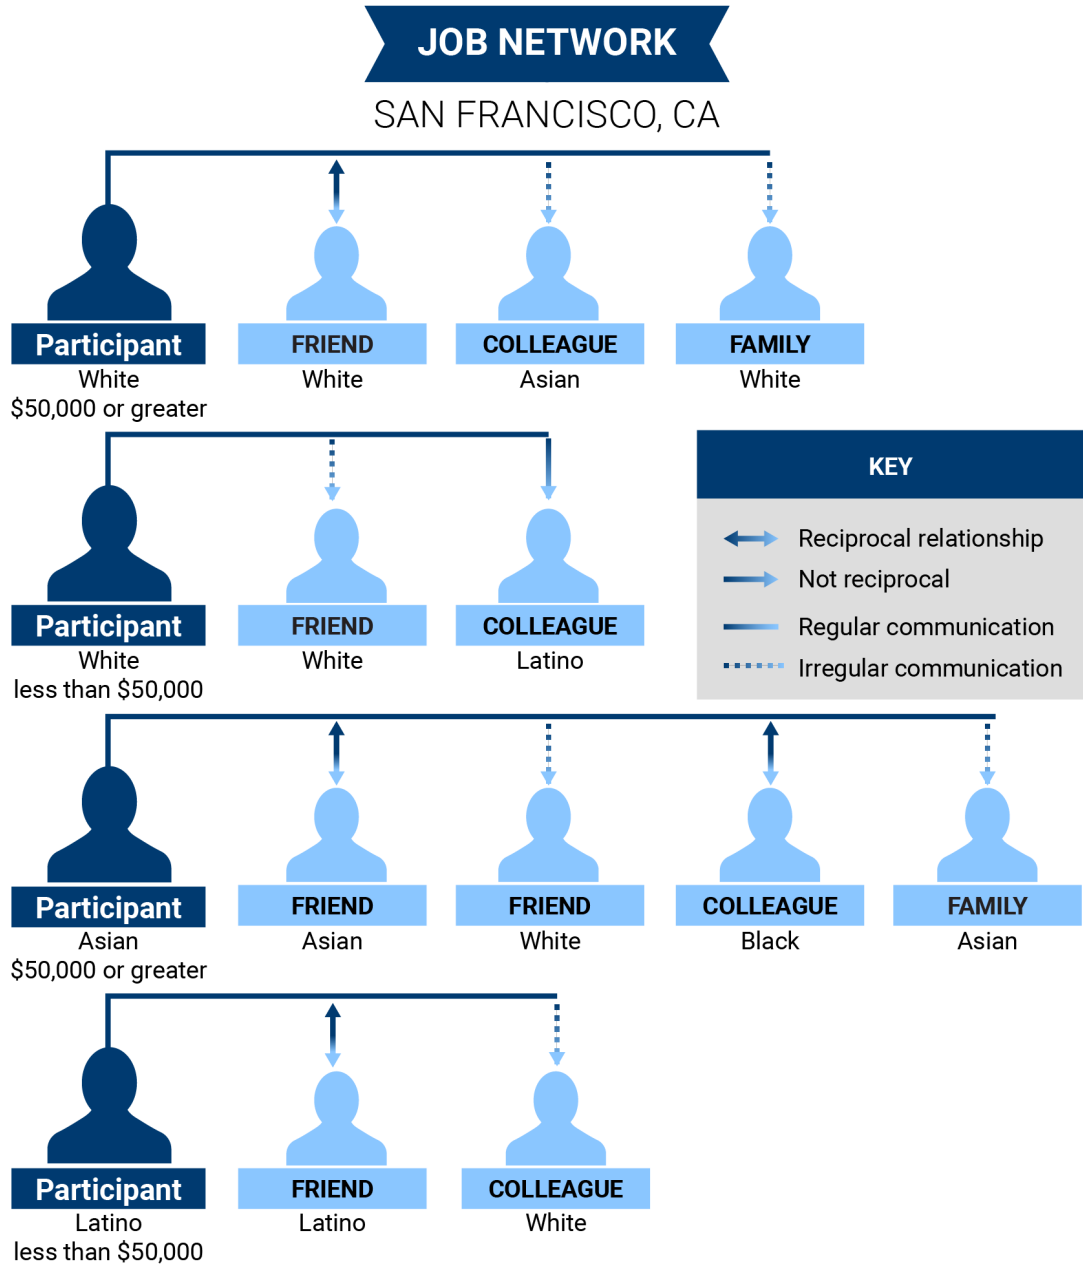 JOB NETWORK
SAN FRANCISCO, CA
Participant
White
$50,000 or greater
FRIEND
White
COLLEAGUE
Asian
FAMILY
White
Participant
White
less than $50,000
FRIEND
White
COLLEAGUE
Latino
KEY
Reciprocal relationship
Not reciprocal
Regular communication
Irregular communication
Participant
Asian
$50,000 or greater
FRIEND
Asian
FRIEND
White
COLLEAGUE
Black
FAMILY
Asian
Participant
Latino
less than $50,000
FRIEND
Latino
COLLEAGUE
White